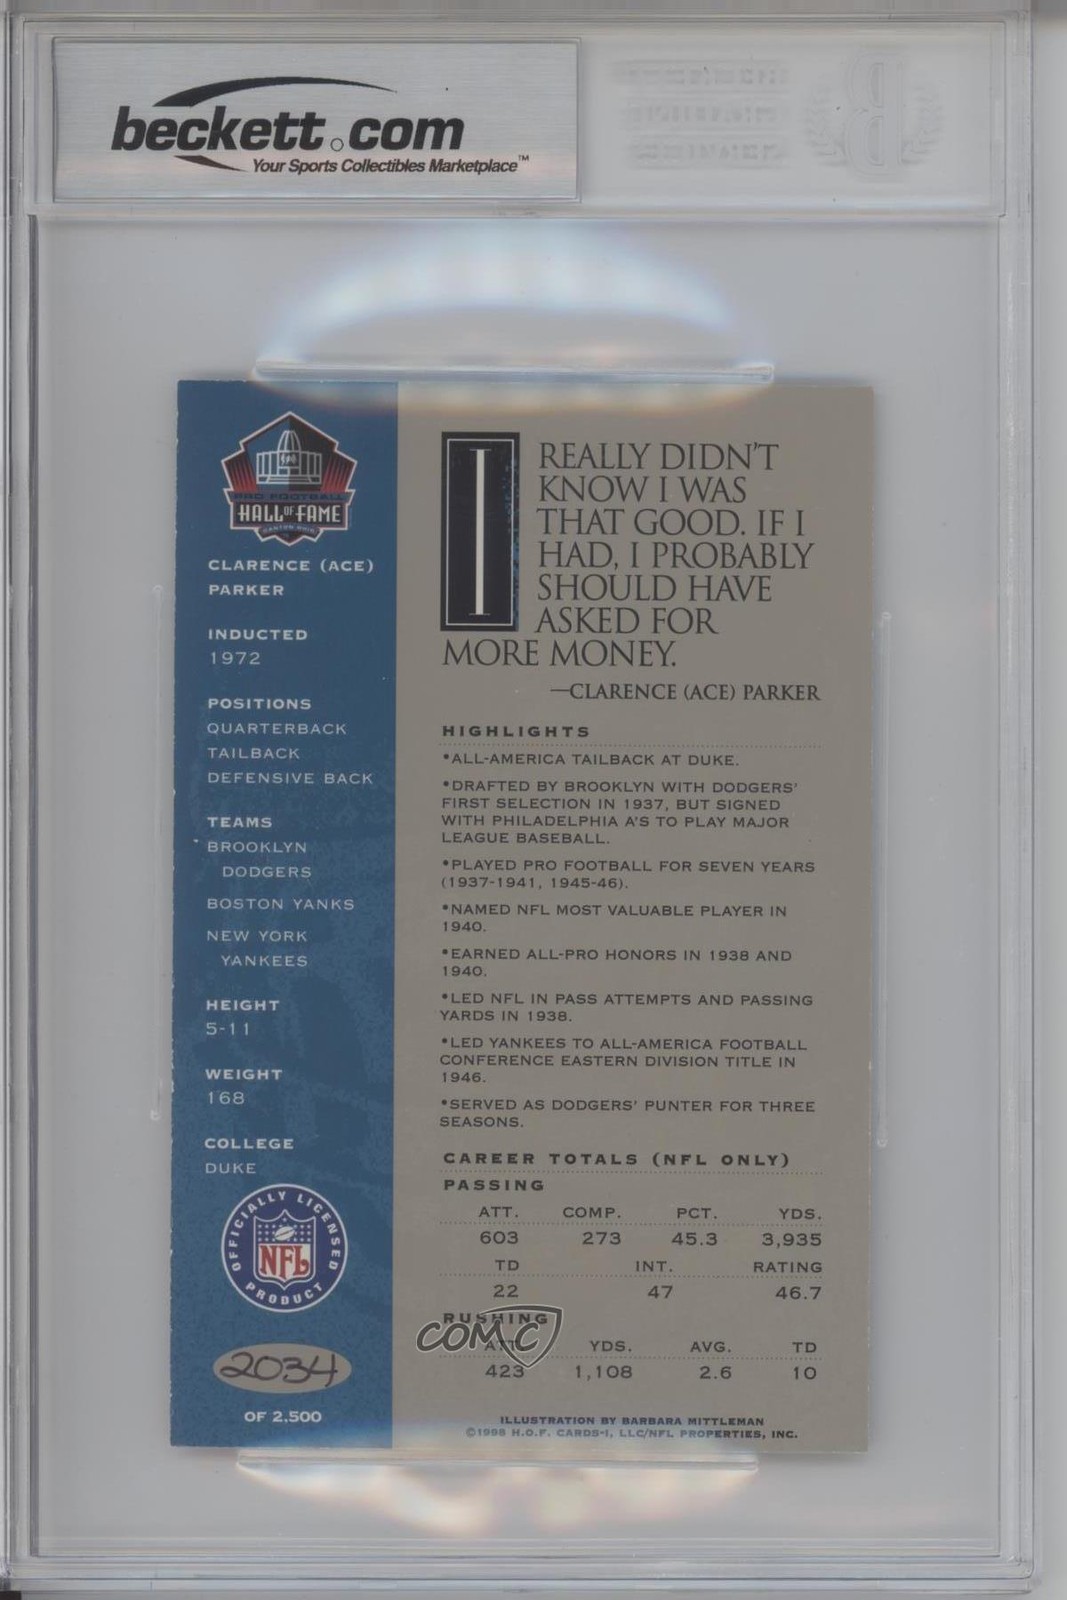 beckett.com
Your Sports Collectibles Marketplace™
PRO FOOTBALL
HALL OF FAME
CANTON OHIO
CLARENCE (ACE)
PARKER
INDUCTED
1972
POSITIONS
QUARTERBACK
TAILBACK
DEFENSIVE BACK
TEAMS
BROOKLYN
DODGERS
BOSTON YANKS
NEW YORK
YANKEES
HEIGHT
5-11
WEIGHT
168
COLLEGE
DUKE
OFFICIALLY LICENSED
NFL
PRODUCT
2034
OF 2,500
I REALLY DIDN'T
KNOW I WAS
THAT GOOD. IF I
HAD, I PROBABLY
SHOULD HAVE
ASKED FOR
MORE MONEY.
—CLARENCE (ACE) PARKER
HIGHLIGHTS
•ALL-AMERICA TAILBACK AT DUKE.
•DRAFTED BY BROOKLYN WITH DODGERS'
FIRST SELECTION IN 1937, BUT SIGNED
WITH PHILADELPHIA A'S TO PLAY MAJOR
LEAGUE BASEBALL.
•PLAYED PRO FOOTBALL FOR SEVEN YEARS
(1937-1941, 1945-46).
•NAMED NFL MOST VALUABLE PLAYER IN
1940.
•EARNED ALL-PRO HONORS IN 1938 AND
1940.
•LED NFL IN PASS ATTEMPTS AND PASSING
YARDS IN 1938.
•LED YANKEES TO ALL-AMERICA FOOTBALL
CONFERENCE EASTERN DIVISION TITLE IN
1946.
•SERVED AS DODGERS' PUNTER FOR THREE
SEASONS.
CAREER TOTALS (NFL ONLY)
PASSING
ATT. COMP. PCT. YDS.
603 273 45.3 3,935
TD INT. RATING
22 47 46.7
RUSHING
COMC
ATT. YDS. AVG. TD
423 1,108 2.6 10
ILLUSTRATION BY BARBARA MITTLEMAN
©1998 H.O.F. CARDS-I, LLC/NFL PROPERTIES, INC.